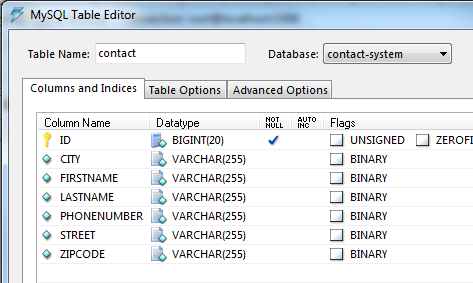 MySQL Table Editor
Table Name: contact Database: contact-system
Columns and Indices Table Options Advanced Options
Column Name Datatype NOT NULL AUTO INC Flags
ID BIGINT(20) UNSIGNED ZEROFI
CITY VARCHAR(255) BINARY
FIRSTNAME VARCHAR(255) BINARY
LASTNAME VARCHAR(255) BINARY
PHONENUMBER VARCHAR(255) BINARY
STREET VARCHAR(255) BINARY
ZIPCODE VARCHAR(255) BINARY